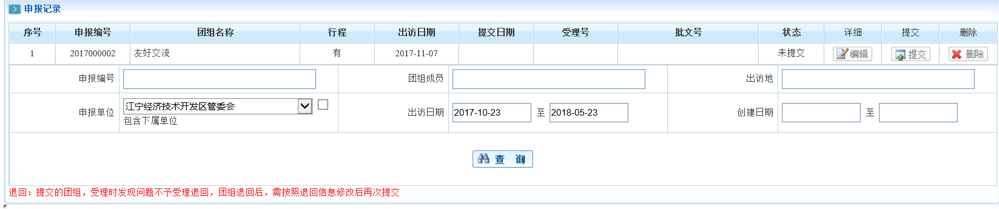 申报记录
序号 申报编号 团组名称 行程 出访日期 提交日期 受理号 批文号 状态 详细 提交 删除
1 2017000002 友好交流 有 2017-11-07 未提交 编辑 提交 删除
申报编号 团组成员 出访地
申报单位 江宁经济技术开发区管委会 出访日期 2017-10-23 至 2018-05-23 创建日期 至
包含下属单位
查 询
退回：提交的团组，受理时发现问题不予受理退回，团组退回后，需按照退回信息修改后再次提交